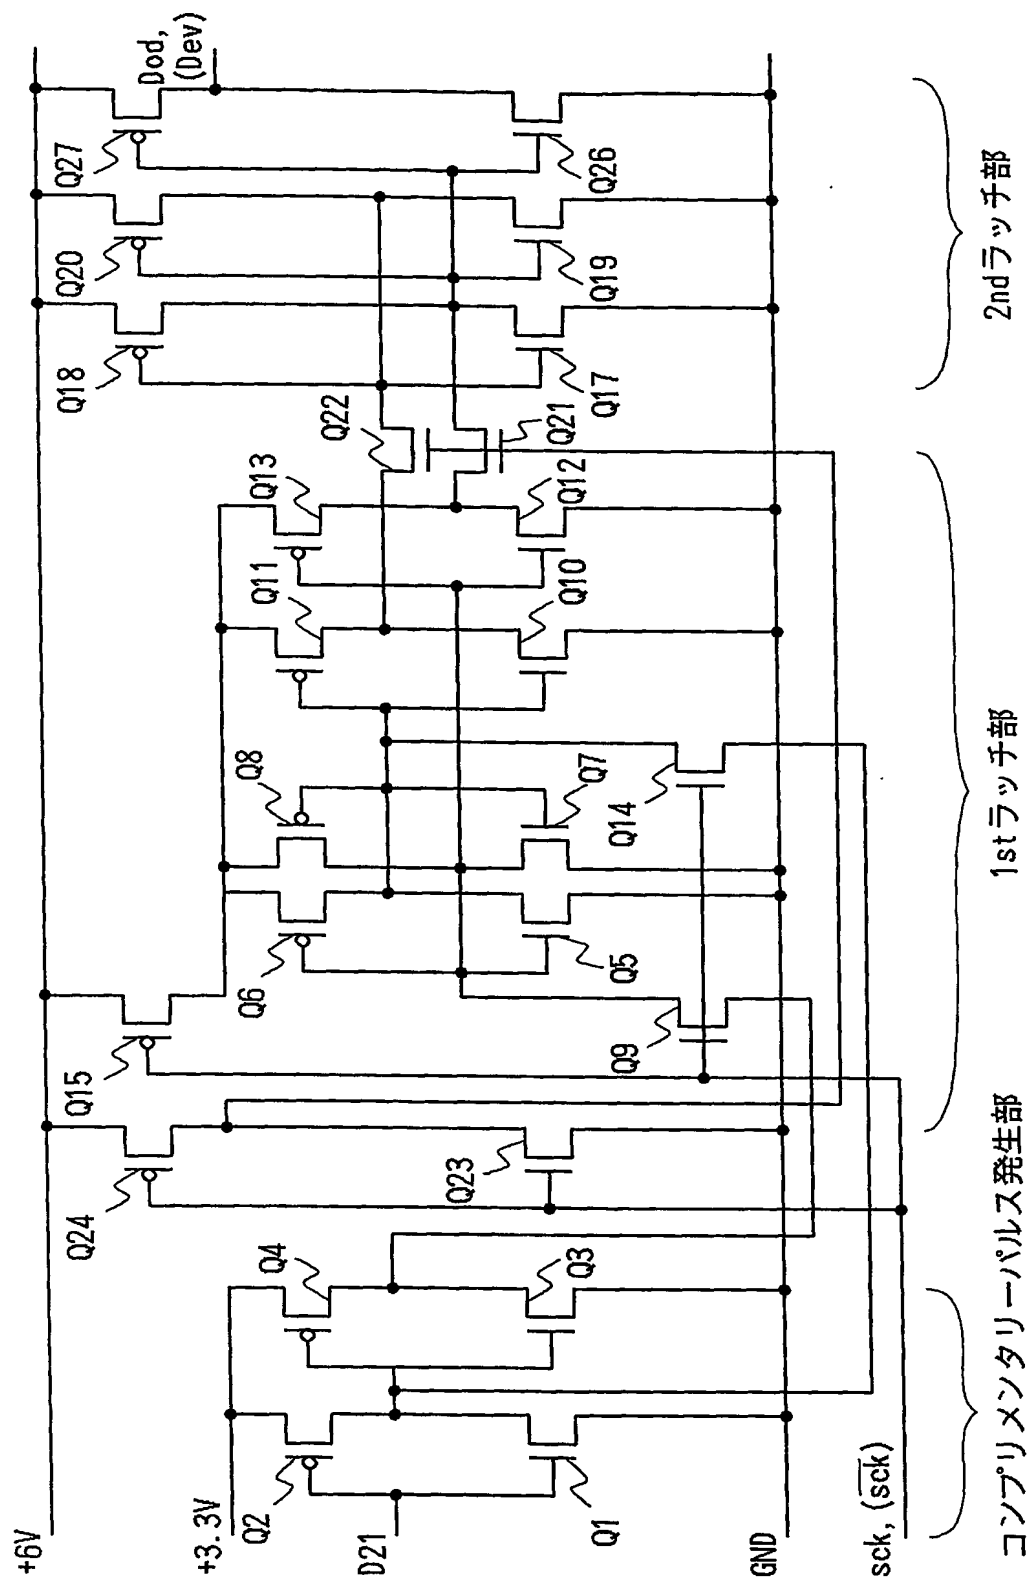 +6V
+3.3V
D21
GND
sck, (sck)
Q2
Q1
Q4
Q3
Q24
Q23
Q15
Q9
Q6
Q5
Q8
Q7
Q14
Q11
Q10
Q13
Q12
Q22
Q21
Q18
Q17
Q20
Q19
Q27
Q26
Dod,
(Dev)
コンプリメンタリーパルス発生部
1stラッチ部
2ndラッチ部